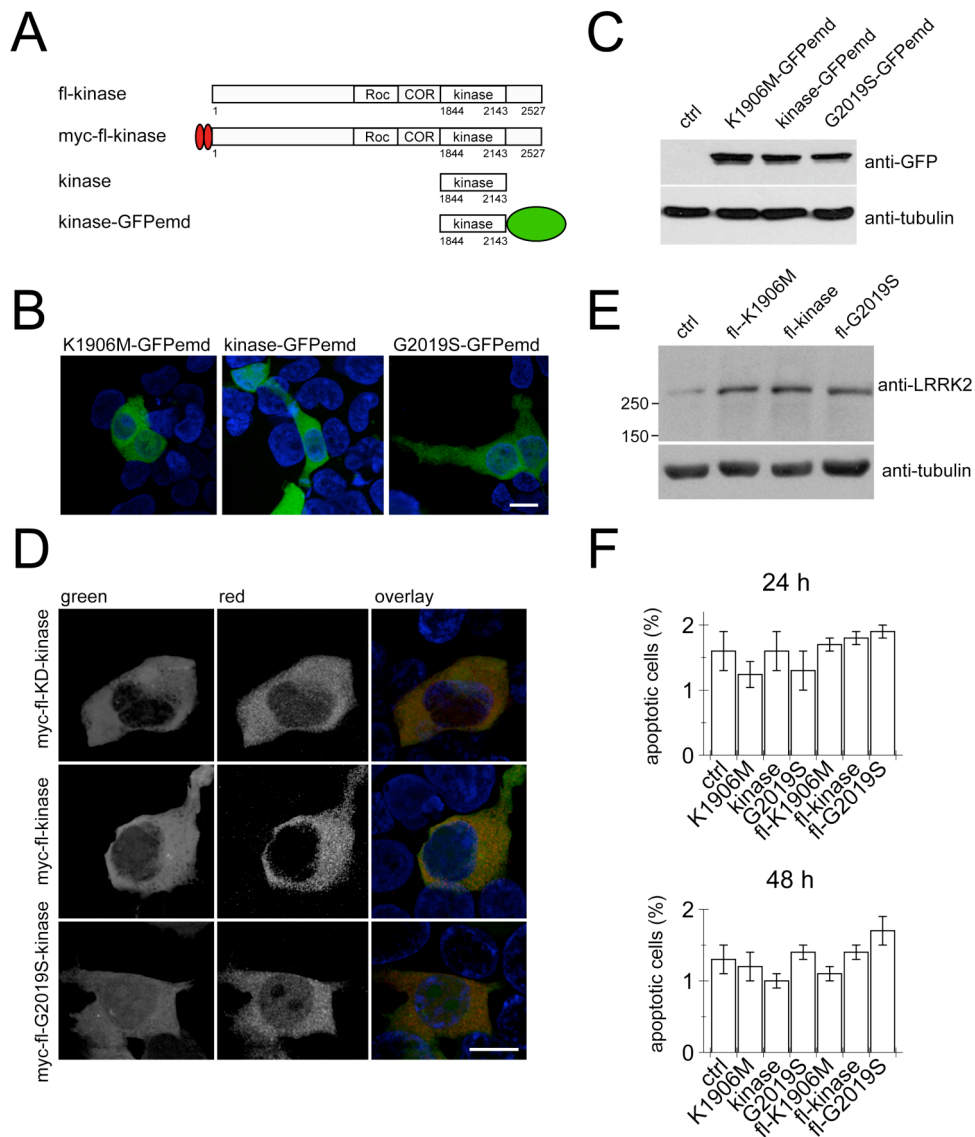 A
fl-kinase
Roc COR kinase
1 1844 2143 2527
myc-fl-kinase
Roc COR kinase
1 1844 2143 2527
kinase
kinase
1844 2143
kinase-GFPemd
kinase
1844 2143
B
K1906M-GFPemd kinase-GFPemd G2019S-GFPemd
C
ctrl K1906M-GFPemd kinase-GFPemd G2019S-GFPemd
anti-GFP
anti-tubulin
D
green red overlay
myc-fl-KD-kinase
myc-fl-kinase
myc-fl-G2019S-kinase
E
ctrl fl--K1906M fl-kinase fl-G2019S
anti-LRRK2
250
150
anti-tubulin
F
24 h
apoptotic cells (%)
2
1
0
ctrl K1906M kinase G2019S fl-K1906M fl-kinase fl-G2019S
48 h
apoptotic cells (%)
2
1
0
ctrl K1906M kinase G2019S fl-K1906M fl-kinase fl-G2019S